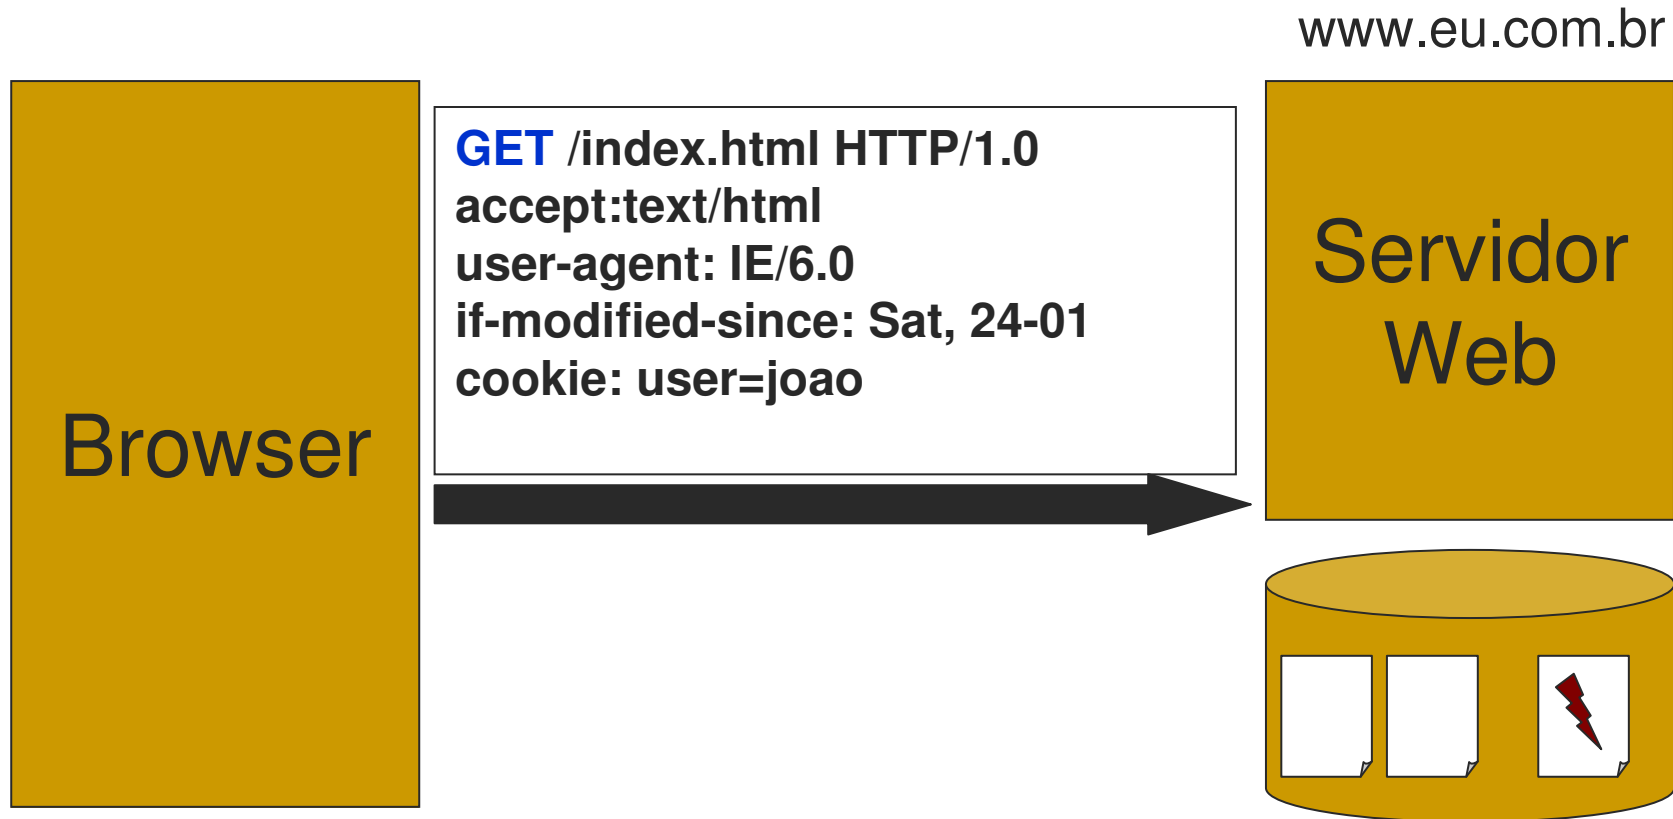 www.eu.com.br
GET /index.html HTTP/1.0
accept:text/html
user-agent: IE/6.0
if-modified-since: Sat, 24-01
cookie: user=joao
Browser
Servidor
Web